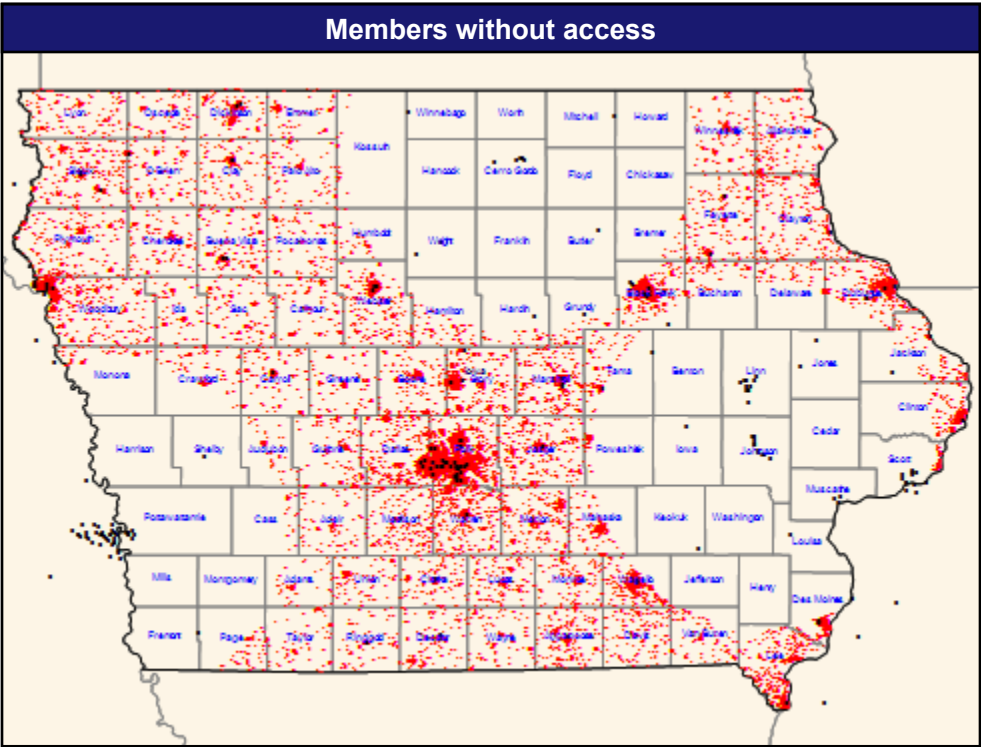 Members without access
Lyon Osceola Dickinson Emmet Winnebago Worth Mitchell Howard Winneshiek Allamakee
Kossuth
Sioux O'Brien Clay Palo Alto Hancock Cerro Gordo Floyd Chickasaw
Plymouth Cherokee Buena Vista Pocahontas Humboldt Wright Franklin Butler Bremer Fayette Clayton
Woodbury Ida Sac Calhoun Webster Hamilton Hardin Grundy Buchanan Delaware Dubuque
Monona Crawford Carroll Greene Boone Story Marshall Tama Benton Linn Jones Jackson
Clinton
Harrison Shelby Audubon Guthrie Dallas Jasper Poweshiek Iowa Johnson Cedar Scott
Muscatine
Pottawattamie Cass Adair Madison Warren Marion Mahaska Keokuk Washington Louisa
Mills Montgomery Adams Union Clarke Lucas Monroe Wapello Jefferson Henry Des Moines
Fremont Page Taylor Ringgold Decatur Wayne Appanoose Davis Van Buren Lee